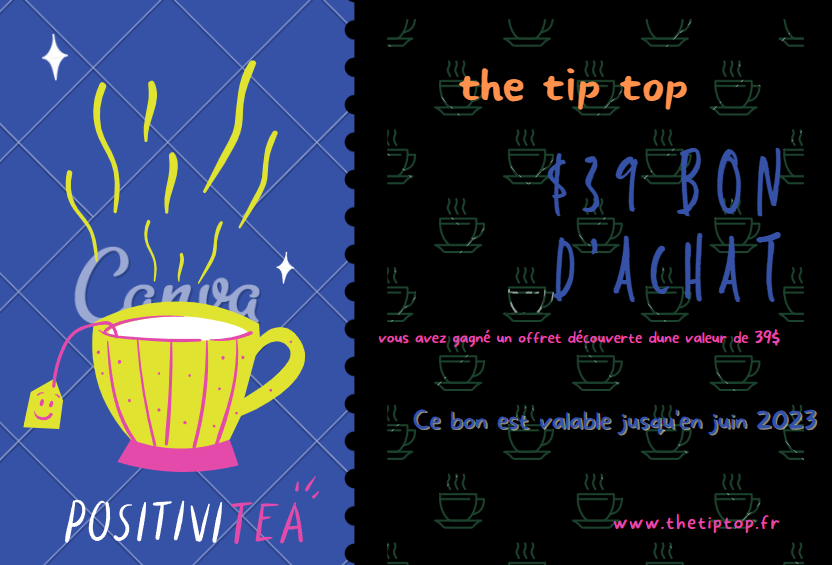 Canva
POSITIVITEA
the tip top
$39 BON
D'ACHAT
vous avez gagné un offret découverte dune valeur de 39$
Ce bon est valable jusqu'en juin 2023
www.thetiptop.fr